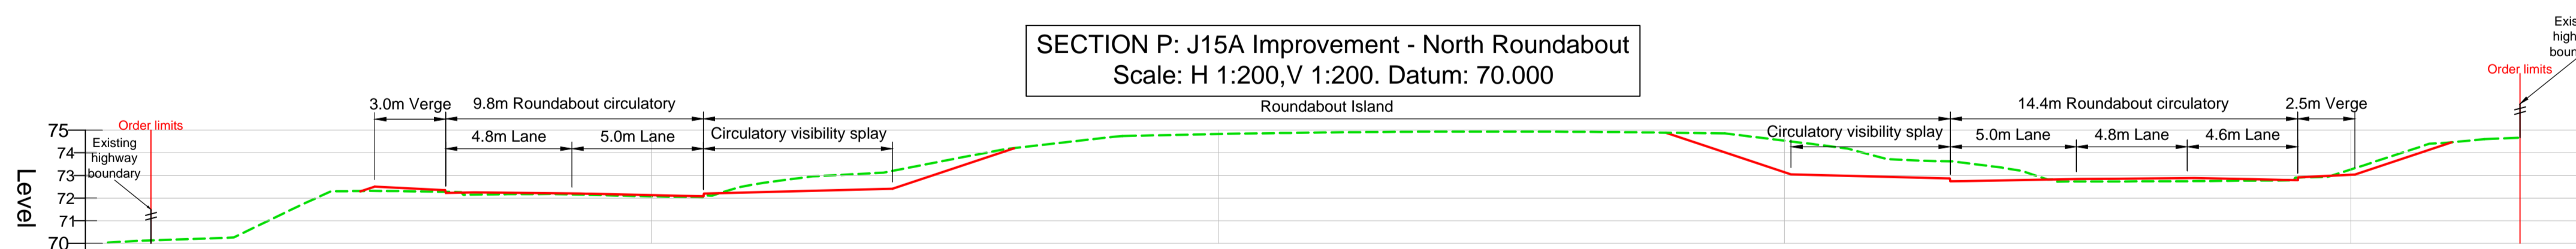 SECTION P: J15A Improvement - North Roundabout
Scale: H 1:200,V 1:200. Datum: 70.000
Roundabout Island
3.0m Verge
9.8m Roundabout circulatory
4.8m Lane
5.0m Lane
Circulatory visibility splay
Order limits
Existing
highway
boundary
Level
75
74
73
72
71
70
14.4m Roundabout circulatory
2.5m Verge
Circulatory visibility splay
5.0m Lane
4.8m Lane
4.6m Lane
Order limits